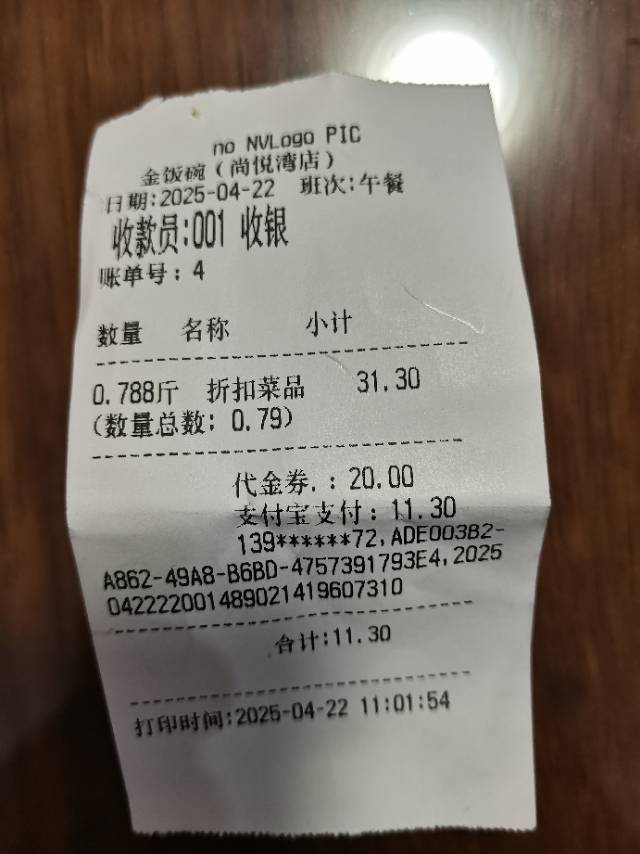 no NVLogo PIC
金饭碗（尚悦湾店）
日期:2025-04-22 班次:午餐
收款员:001 收银
账单号: 4
数量 名称 小计
0.788斤 折扣菜品 31.30
(数量总数: 0.79)
代金券.: 20.00
支付宝支付: 11.30
139******72,ADE003B2-
A862-49A8-B6BD-4757391793E4,2025
042222001489021419607310
合计:11.30
打印时间:2025-04-22 11:01:54